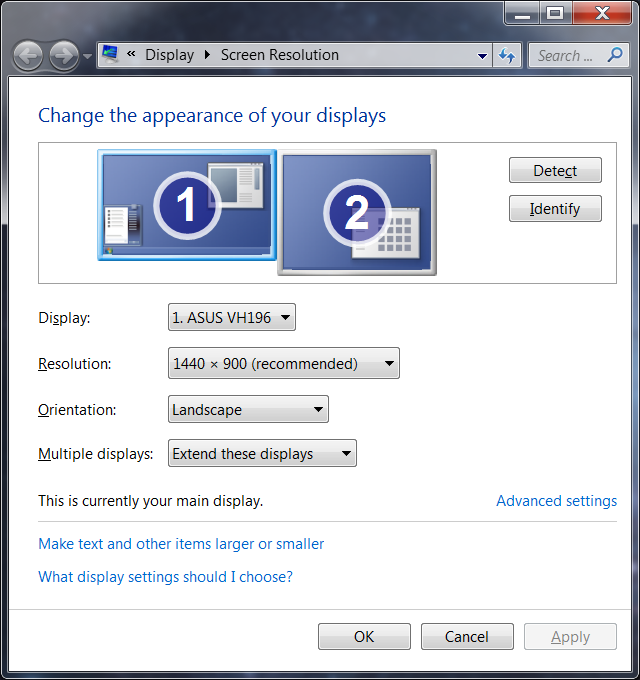 « Display Screen Resolution Search ...
Change the appearance of your displays
1 2
Detect
Identify
Display: 1. ASUS VH196
Resolution: 1440 × 900 (recommended)
Orientation: Landscape
Multiple displays: Extend these displays
This is currently your main display. Advanced settings
Make text and other items larger or smaller
What display settings should I choose?
OK Cancel Apply